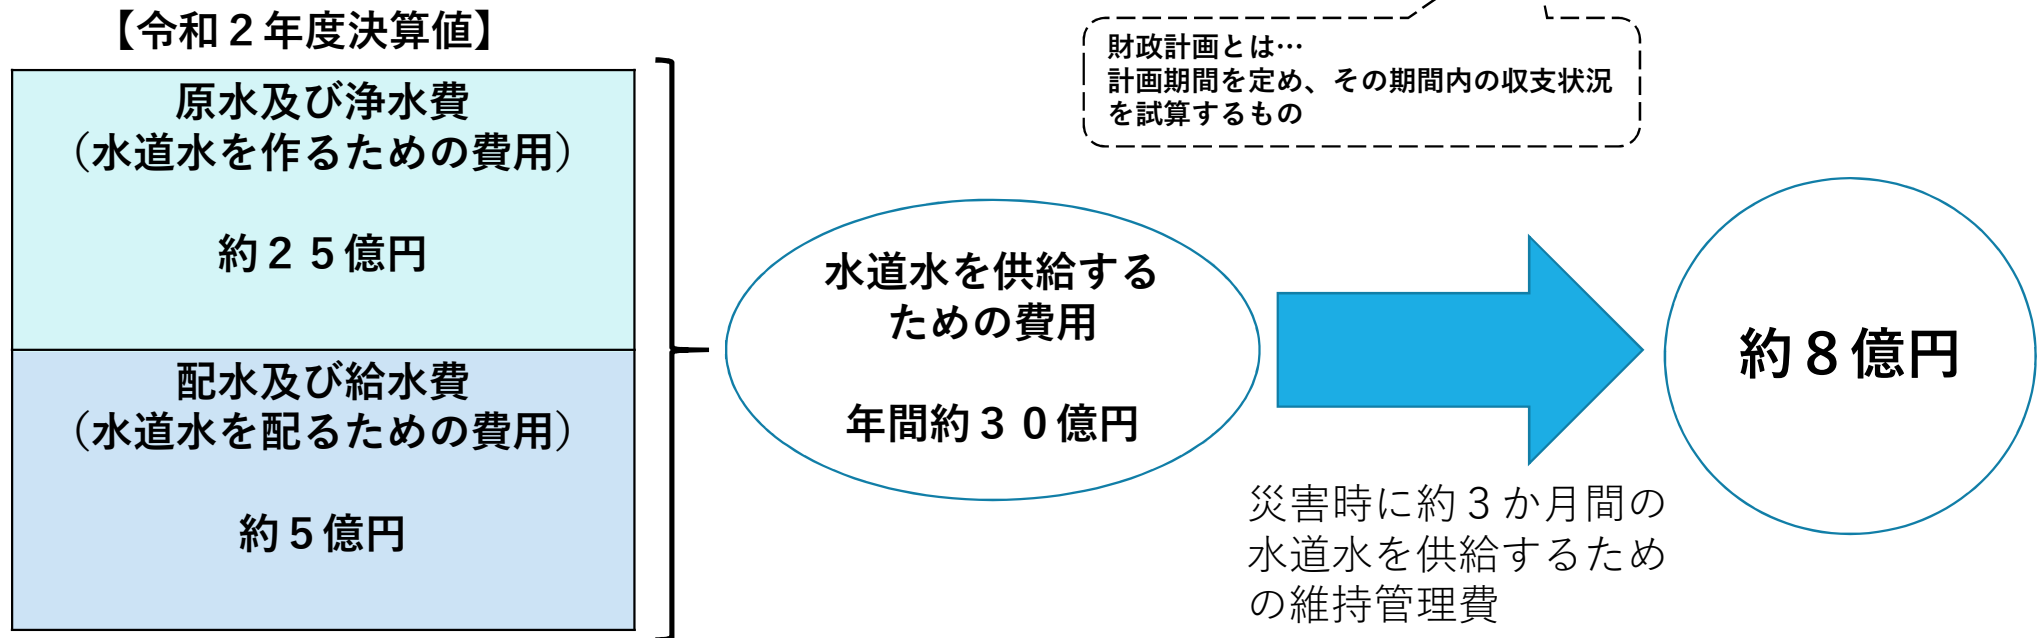 【令和２年度決算値】
財政計画とは…
計画期間を定め、その期間内の収支状況
を試算するもの
原水及び浄水費
（水道水を作るための費用）
約２５億円
配水及び給水費
（水道水を配るための費用）
約５億円
水道水を供給する
ための費用
年間約３０億円
災害時に約３か月間の
水道水を供給するため
の維持管理費
約８億円